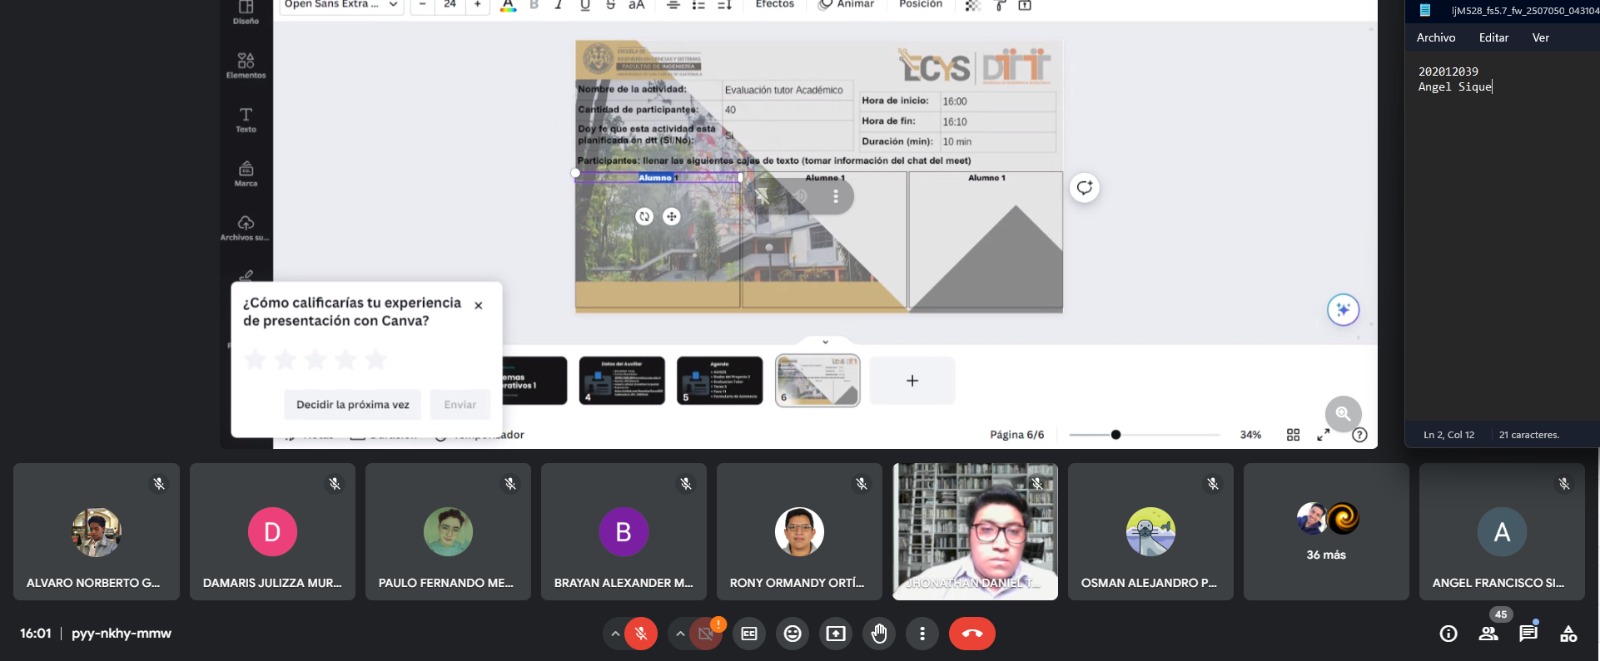 Open Sans Extra ...
24
A
B
I
U
S
aA
Efectos
Animar
Posición
Diseño
Elementos
Texto
Marca
Archivos su...
FACULTAD DE INGENIERÍA
ECYS
DTT
Nombre de la actividad:
Evaluación tutor Académico
Cantidad de participantes:
40
Doy fe que esta actividad esta
planificada en dtt (SI/No):
Si
Hora de inicio:
16:00
Hora de fin:
16:10
Duración (min):
10 min
Participantes: llenar las siguientes cajas de texto (tomar información del chat del meet)
Alumno 1
Alumno 1
Alumno 1
¿Cómo calificarías tu experiencia
de presentación con Canva?
Decidir la próxima vez
Enviar
4
5
Agenda
6
Página 6/6
34%
!jM528_fs5.7_fw_2507050_043104
Archivo
Editar
Ver
202012039
Angel Sique
Ln 2, Col 12
21 caracteres.
ALVARO NORBERTO G...
DAMARIS JULIZZA MUR...
D
PAULO FERNANDO ME...
BRAYAN ALEXANDER M...
B
RONY ORMANDY ORTÍ...
JHONATHAN DANIEL T...
OSMAN ALEJANDRO P...
36 más
A
ANGEL FRANCISCO SI...
16:01
pyy-nkhy-mmw
45